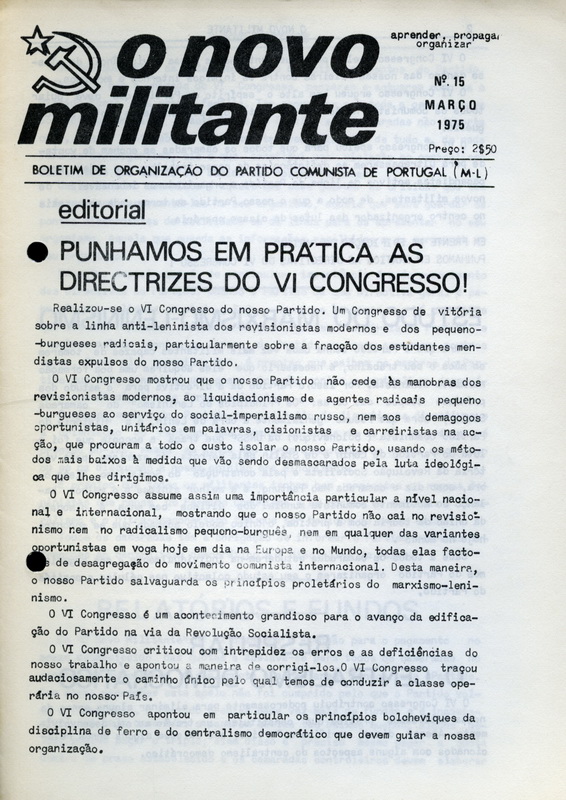 o novo
militante
aprender, propagar
organizar
Nº. 15
MARÇO
1975
Preço: 2$50
BOLETIM DE ORGANIZAÇÃO DO PARTIDO COMUNISTA DE PORTUGAL (M-L)
editorial
PUNHAMOS EM PRATICA AS
DIRECTRIZES DO VI CONGRESSO!
Realizou-se o VI Congresso do nosso Partido. Um Congresso de vitória
sobre a linha anti-leninista dos revisionistas modernos e dos pequeno-
-burgueses radicais, particularmente sobre a fracção dos estudantes men-
distas expulsos do nosso Partido.
O VI Congresso mostrou que o nosso Partido não cede às manobras dos
revisionistas modernos, ao liquidacionismo de agentes radicais pequeno
-burgueses ao serviço do social-imperialismo russo, nem aos demagogos
oportunistas, unitários em palavras, cisionistas e carreiristas na ac-
ção, que procuram a todo o custo isolar o nosso Partido, usando os méto-
dos mais baixos à medida que vão sendo desmascarados pela luta ideológi-
ca que lhes dirigimos.
O VI Congresso assume assim uma importância particular a nível nacio-
nal e internacional, mostrando que o nosso Partido não cai no revisio-
nismo nem no radicalismo pequeno-burguês, nem em qualquer das variantes
oportunistas em voga hoje em dia na Europa e no Mundo, todas elas facto-
s de desagregação do movimento comunista internacional. Desta maneira,
o nosso Partido salvaguarda os princípios proletários do marxismo-leni-
nismo.
O VI Congresso é um acontecimento grandioso para o avanço da edifica-
ção do Partido na via da Revolução Socialista.
O VI Congresso criticou com intrepidez os erros e as deficiências do
nosso trabalho e apontou a maneira de corrigi-los.O VI Congresso traçou
audaciosamente o caminho único pelo qual temos de conduzir a classe ope-
rária no nosso País.
O VI Congresso apontou em particular os princípios bolcheviques da
disciplina de ferro e do centralismo democrático que devem guiar a nossa
organização.